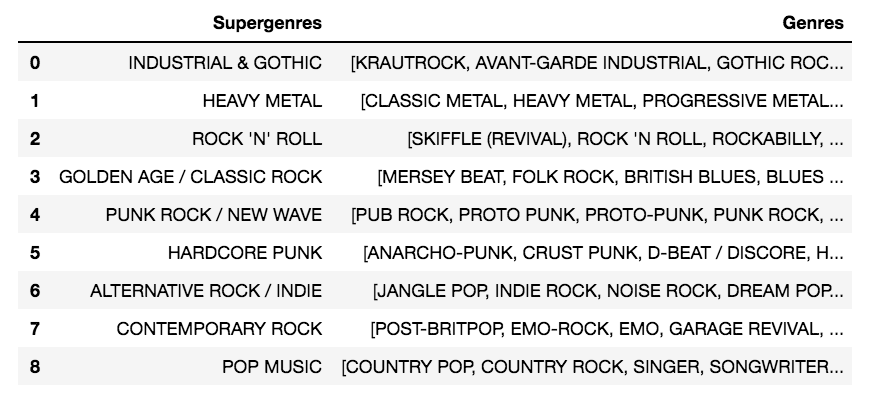 Supergenres Genres
0 INDUSTRIAL & GOTHIC [KRAUTROCK, AVANT-GARDE INDUSTRIAL, GOTHIC ROC...
1 HEAVY METAL [CLASSIC METAL, HEAVY METAL, PROGRESSIVE METAL...
2 ROCK 'N' ROLL [SKIFFLE (REVIVAL), ROCK 'N ROLL, ROCKABILLY, ...
3 GOLDEN AGE / CLASSIC ROCK [MERSEY BEAT, FOLK ROCK, BRITISH BLUES, BLUES ...
4 PUNK ROCK / NEW WAVE [PUB ROCK, PROTO PUNK, PROTO-PUNK, PUNK ROCK, ...
5 HARDCORE PUNK [ANARCHO-PUNK, CRUST PUNK, D-BEAT / DISCORE, H...
6 ALTERNATIVE ROCK / INDIE [JANGLE POP, INDIE ROCK, NOISE ROCK, DREAM POP...
7 CONTEMPORARY ROCK [POST-BRITPOP, EMO-ROCK, EMO, GARAGE REVIVAL, ...
8 POP MUSIC [COUNTRY POP, COUNTRY ROCK, SINGER, SONGWRITER...